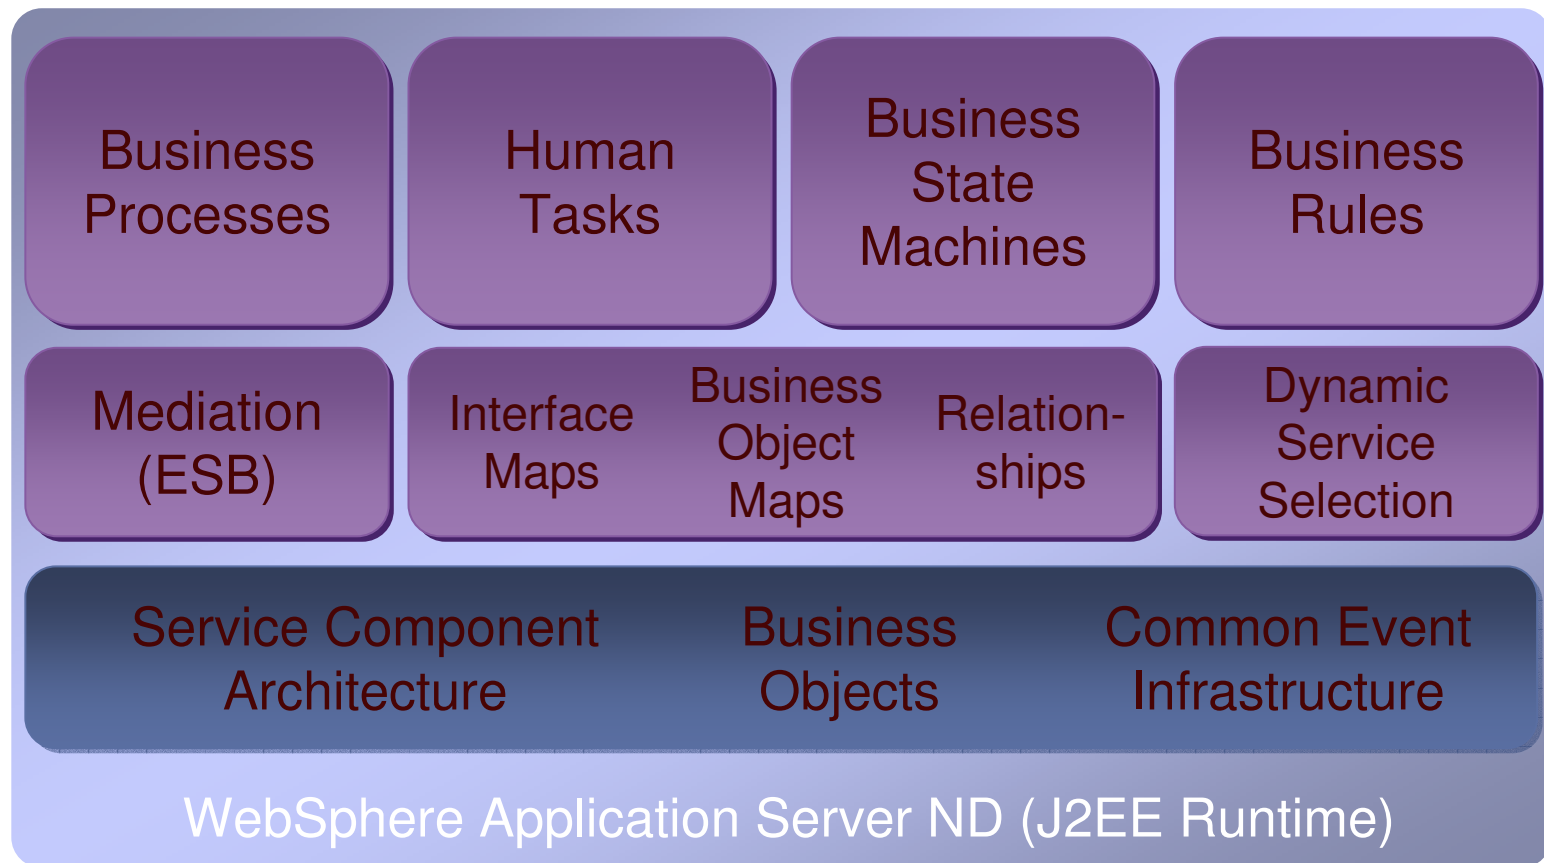 Business
Processes
Human
Tasks
Business
State
Machines
Business
Rules
Mediation
(ESB)
Interface
Maps
Business
Object
Maps
Relation-
ships
Dynamic
Service
Selection
Service Component
Architecture
Business
Objects
Common Event
Infrastructure
WebSphere Application Server ND (J2EE Runtime)